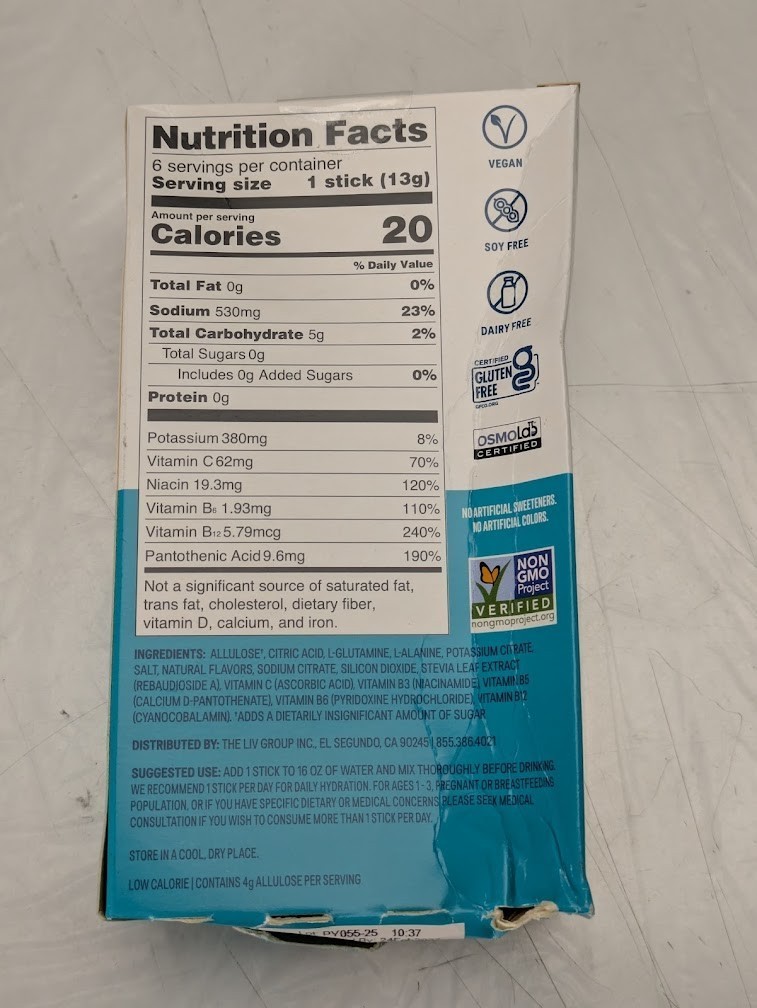 Nutrition Facts
6 servings per container
Serving size 1 stick (13g)
Amount per serving
Calories 20
% Daily Value
Total Fat 0g 0%
Sodium 530mg 23%
Total Carbohydrate 5g 2%
Total Sugars 0g
Includes 0g Added Sugars 0%
Protein 0g
Potassium 380mg 8%
Vitamin C 62mg 70%
Niacin 19.3mg 120%
Vitamin B₆ 1.93mg 110%
Vitamin B₁₂ 5.79mcg 240%
Pantothenic Acid 9.6mg 190%
Not a significant source of saturated fat,
trans fat, cholesterol, dietary fiber,
vitamin D, calcium, and iron.
VEGAN
SOY FREE
DAIRY FREE
CERTIFIED
GLUTEN
FREE
GFCO.ORG
OSMOLab
CERTIFIED
NO ARTIFICIAL SWEETENERS.
NO ARTIFICIAL COLORS.
NON
GMO
Project
VERIFIED
nongmoproject.org
INGREDIENTS: ALLULOSE†, CITRIC ACID, L-GLUTAMINE, L-ALANINE, POTASSIUM CITRATE,
SALT, NATURAL FLAVORS, SODIUM CITRATE, SILICON DIOXIDE, STEVIA LEAF EXTRACT
(REBAUDIOSIDE A), VITAMIN C (ASCORBIC ACID), VITAMIN B3 (NIACINAMIDE), VITAMIN B5
(CALCIUM D-PANTOTHENATE), VITAMIN B6 (PYRIDOXINE HYDROCHLORIDE), VITAMIN B12
(CYANOCOBALAMIN). †ADDS A DIETARILY INSIGNIFICANT AMOUNT OF SUGAR
DISTRIBUTED BY: THE LIV GROUP INC., EL SEGUNDO, CA 90245 | 855.386.4021
SUGGESTED USE: ADD 1 STICK TO 16 OZ OF WATER AND MIX THOROUGHLY BEFORE DRINKING.
WE RECOMMEND 1 STICK PER DAY FOR DAILY HYDRATION. FOR AGES 1-3, PREGNANT OR BREASTFEEDING
POPULATION, OR IF YOU HAVE SPECIFIC DIETARY OR MEDICAL CONCERNS PLEASE SEEK MEDICAL
CONSULTATION IF YOU WISH TO CONSUME MORE THAN 1 STICK PER DAY.
STORE IN A COOL, DRY PLACE.
LOW CALORIE | CONTAINS 4g ALLULOSE PER SERVING
PV055-25 10:37